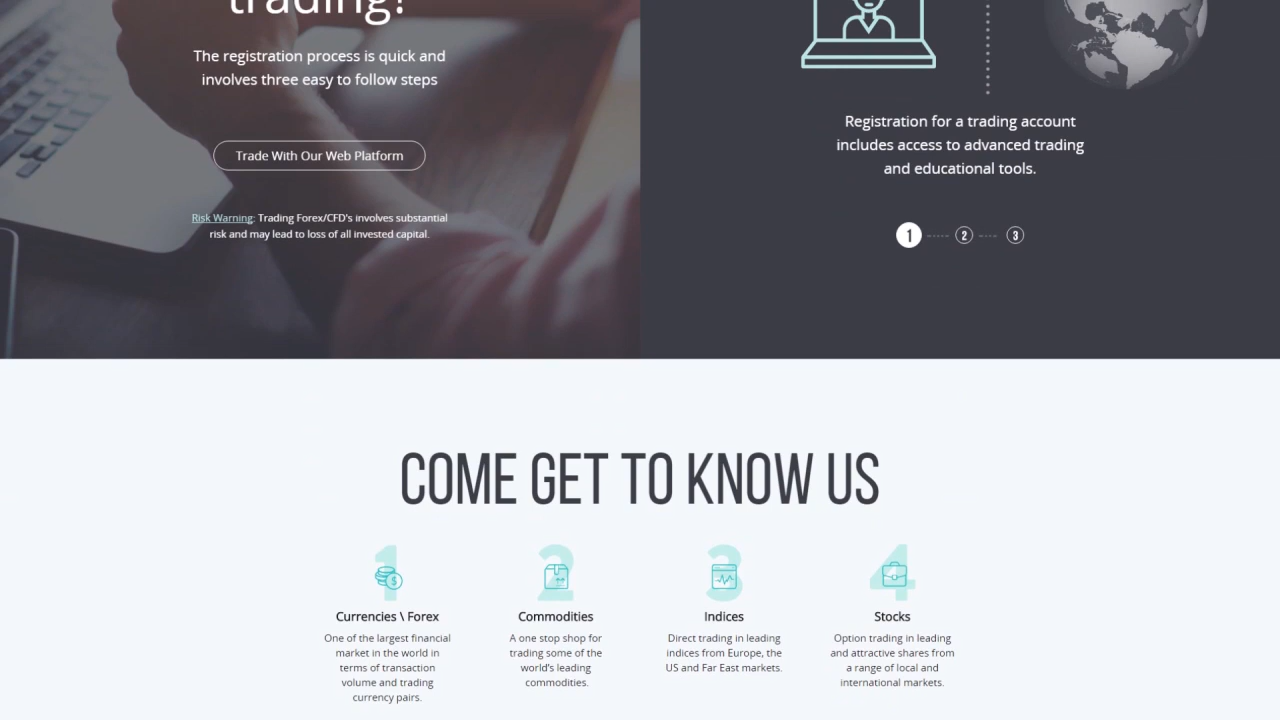 trading?
The registration process is quick and
involves three easy to follow steps
Trade With Our Web Platform
Risk Warning: Trading Forex/CFD's involves substantial
risk and may lead to loss of all invested capital.
Registration for a trading account
includes access to advanced trading
and educational tools.
1 2 3
COME GET TO KNOW US
1
Currencies \ Forex
One of the largest financial
market in the world in
terms of transaction
volume and trading
currency pairs.
2
Commodities
A one stop shop for
trading some of the
world's leading
commodities.
3
Indices
Direct trading in leading
indices from Europe, the
US and Far East markets.
4
Stocks
Option trading in leading
and attractive shares from
a range of local and
international markets.